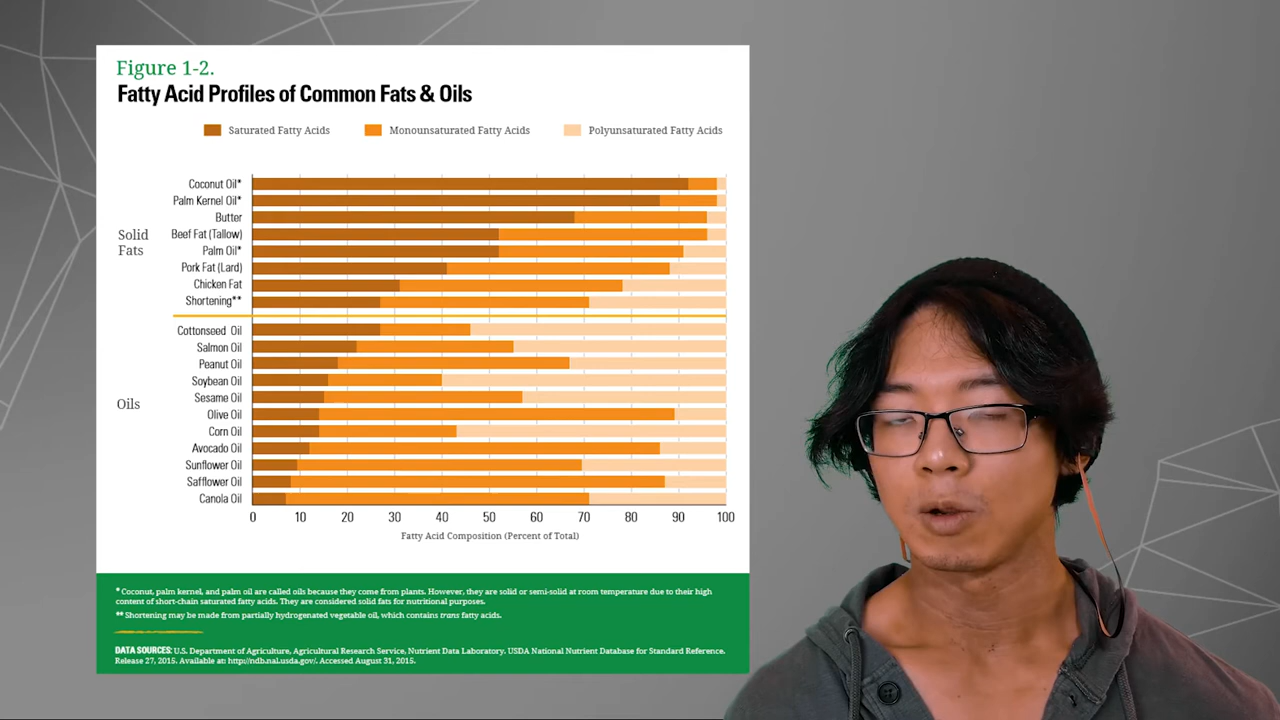 Figure 1-2.
Fatty Acid Profiles of Common Fats & Oils
Saturated Fatty Acids Monounsaturated Fatty Acids Polyunsaturated Fatty Acids
Solid Fats
Coconut Oil*
Palm Kernel Oil*
Butter
Beef Fat (Tallow)
Palm Oil*
Pork Fat (Lard)
Chicken Fat
Shortening**
Oils
Cottonseed Oil
Salmon Oil
Peanut Oil
Soybean Oil
Sesame Oil
Olive Oil
Corn Oil
Avocado Oil
Sunflower Oil
Safflower Oil
Canola Oil
0 10 20 30 40 50 60 70 80 90 100
Fatty Acid Composition (Percent of Total)
* Coconut, palm kernel, and palm oil are called oils because they come from plants. However, they are solid or semi-solid at room temperature due to their high
content of short-chain saturated fatty acids. They are considered solid fats for nutritional purposes.
** Shortening may be made from partially hydrogenated vegetable oil, which contains trans fatty acids.
DATA SOURCES: U.S. Department of Agriculture, Agricultural Research Service, Nutrient Data Laboratory. USDA National Nutrient Database for Standard Reference.
Release 27, 2015. Available at: http://ndb.nal.usda.gov/. Accessed August 31, 2015.